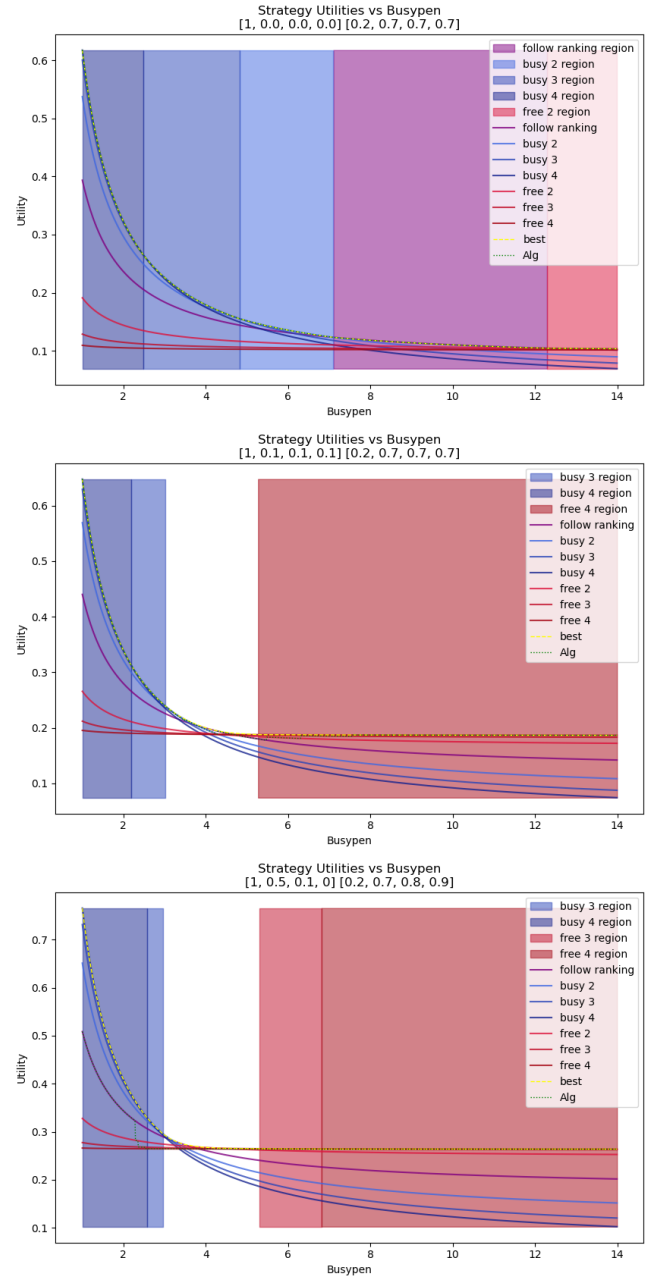 Strategy Utilities vs Busypen
[1, 0.0, 0.0, 0.0] [0.2, 0.7, 0.7, 0.7]
follow ranking region
busy 2 region
busy 3 region
busy 4 region
free 2 region
follow ranking
busy 2
busy 3
busy 4
free 2
free 3
free 4
best
Alg
0.6
0.5
0.4
0.3
0.2
0.1
Utility
2 4 6 8 10 12 14
Busypen
Strategy Utilities vs Busypen
[1, 0.1, 0.1, 0.1] [0.2, 0.7, 0.7, 0.7]
busy 3 region
busy 4 region
free 4 region
follow ranking
busy 2
busy 3
busy 4
free 2
free 3
free 4
best
Alg
0.6
0.5
0.4
0.3
0.2
0.1
Utility
2 4 6 8 10 12 14
Busypen
Strategy Utilities vs Busypen
[1, 0.5, 0.1, 0] [0.2, 0.7, 0.8, 0.9]
busy 3 region
busy 4 region
free 3 region
free 4 region
follow ranking
busy 2
busy 3
busy 4
free 2
free 3
free 4
best
Alg
0.7
0.6
0.5
0.4
0.3
0.2
0.1
Utility
2 4 6 8 10 12 14
Busypen